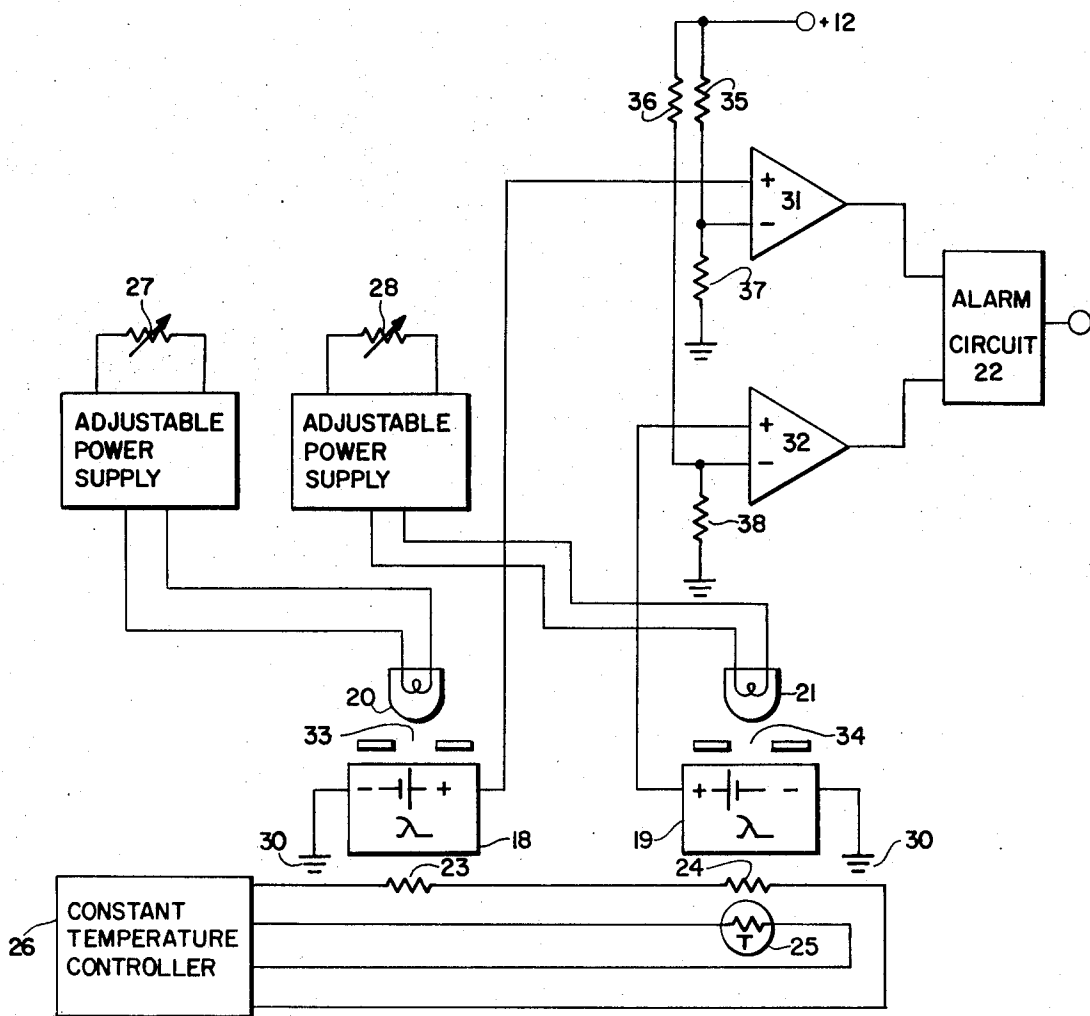 +12
36
35
+
31
−
37
27
28
ALARM
CIRCUIT
22
ADJUSTABLE
POWER
SUPPLY
ADJUSTABLE
POWER
SUPPLY
+
32
−
38
20
21
33
34
− +
λ
18
+ −
λ
19
30
30
23
24
CONSTANT
TEMPERATURE
CONTROLLER
26
T
25